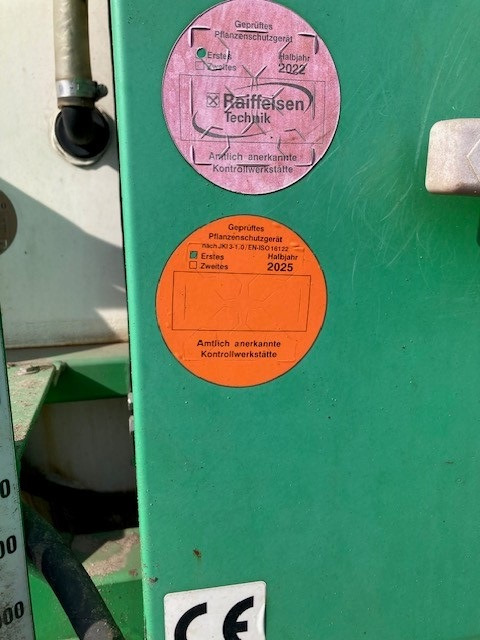 Geprüftes
Pflanzenschutzgerät
Erstes Halbjahr
Zweites 2022
Raiffeisen
Technik
Amtlich anerkannte
Kontrollwerkstätte
Geprüftes
Pflanzenschutzgerät
nach JKI 3-1.0 / EN-ISO 16122
Erstes Halbjahr
Zweites 2025
Amtlich anerkannte
Kontrollwerkstätte
CE